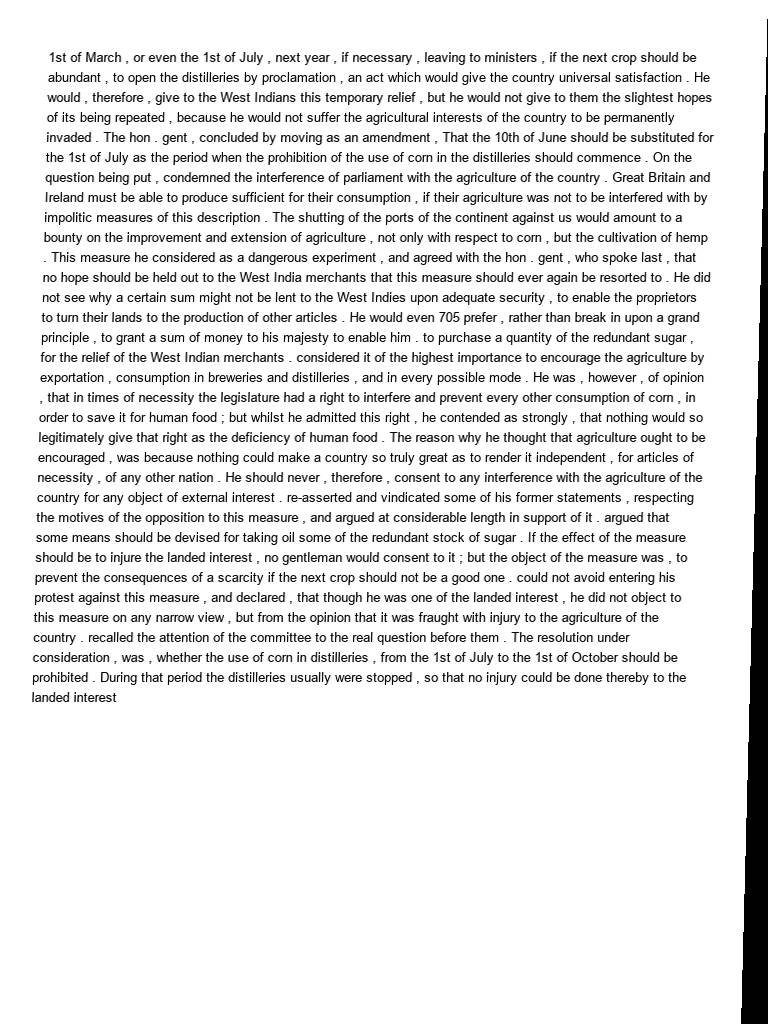 1st of March , or even the 1st of July , next year , if necessary , leaving to ministers , if the next crop should be
abundant , to open the distilleries by proclamation , an act which would give the country universal satisfaction . He
would , therefore , give to the West Indians this temporary relief , but he would not give to them the slightest hopes
of its being repeated , because he would not suffer the agricultural interests of the country to be permanently
invaded . The hon . gent , concluded by moving as an amendment , That the 10th of June should be substituted for
the 1st of July as the period when the prohibition of the use of corn in the distilleries should commence . On the
question being put , condemned the interference of parliament with the agriculture of the country . Great Britain and
Ireland must be able to produce sufficient for their consumption , if their agriculture was not to be interfered with by
impolitic measures of this description . The shutting of the ports of the continent against us would amount to a
bounty on the improvement and extension of agriculture , not only with respect to corn , but the cultivation of hemp
. This measure he considered as a dangerous experiment , and agreed with the hon . gent , who spoke last , that
no hope should be held out to the West India merchants that this measure should ever again be resorted to . He did
not see why a certain sum might not be lent to the West Indies upon adequate security , to enable the proprietors
to turn their lands to the production of other articles . He would even 705 prefer , rather than break in upon a grand
principle , to grant a sum of money to his majesty to enable him . to purchase a quantity of the redundant sugar ,
for the relief of the West Indian merchants . considered it of the highest importance to encourage the agriculture by
exportation , consumption in breweries and distilleries , and in every possible mode . He was , however , of opinion
, that in times of necessity the legislature had a right to interfere and prevent every other consumption of corn , in
order to save it for human food ; but whilst he admitted this right , he contended as strongly , that nothing would so
legitimately give that right as the deficiency of human food . The reason why he thought that agriculture ought to be
encouraged , was because nothing could make a country so truly great as to render it independent , for articles of
necessity , of any other nation . He should never , therefore , consent to any interference with the agriculture of the
country for any object of external interest . re-asserted and vindicated some of his former statements , respecting
the motives of the opposition to this measure , and argued at considerable length in support of it . argued that
some means should be devised for taking oil some of the redundant stock of sugar . If the effect of the measure
should be to injure the landed interest , no gentleman would consent to it ; but the object of the measure was , to
prevent the consequences of a scarcity if the next crop should not be a good one . could not avoid entering his
protest against this measure , and declared , that though he was one of the landed interest , he did not object to
this measure on any narrow view , but from the opinion that it was fraught with injury to the agriculture of the
country . recalled the attention of the committee to the real question before them . The resolution under
consideration , was , whether the use of corn in distilleries , from the 1st of July to the 1st of October should be
prohibited . During that period the distilleries usually were stopped , so that no injury could be done thereby to the
landed interest